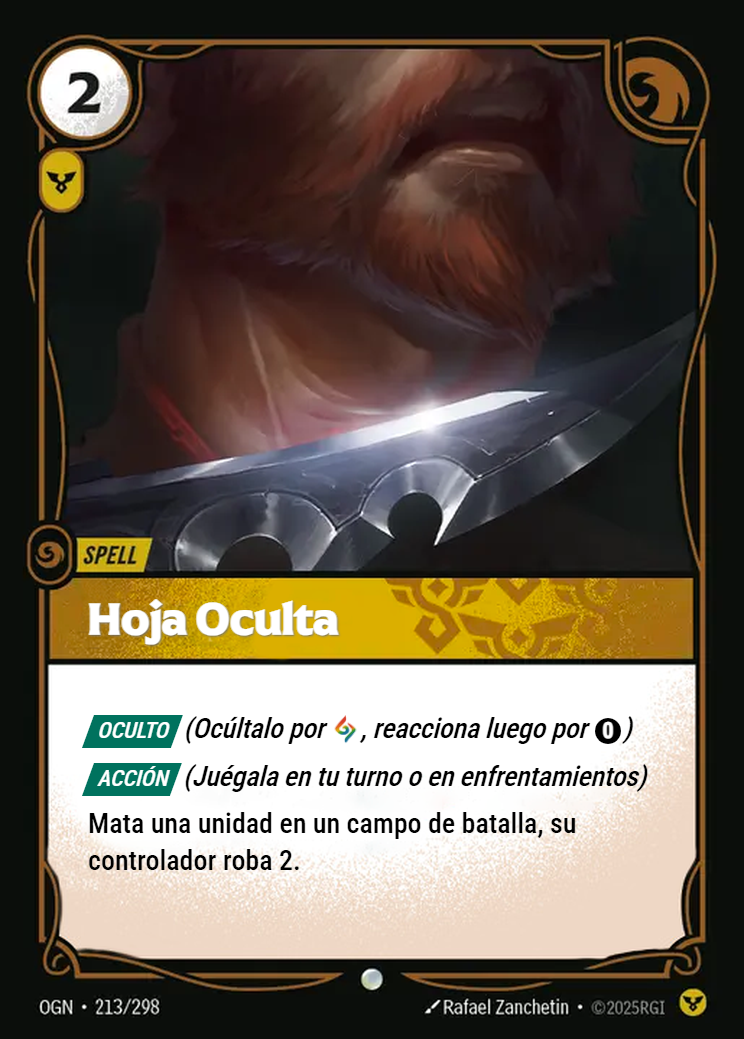 2
SPELL
Hoja Oculta
OCULTO (Ocúltalo por , reacciona luego por 0)
ACCIÓN (Juégala en tu turno o en enfrentamientos)
Mata una unidad en un campo de batalla, su
controlador roba 2.
OGN • 213/298
Rafael Zanchetin • ©2025RGI